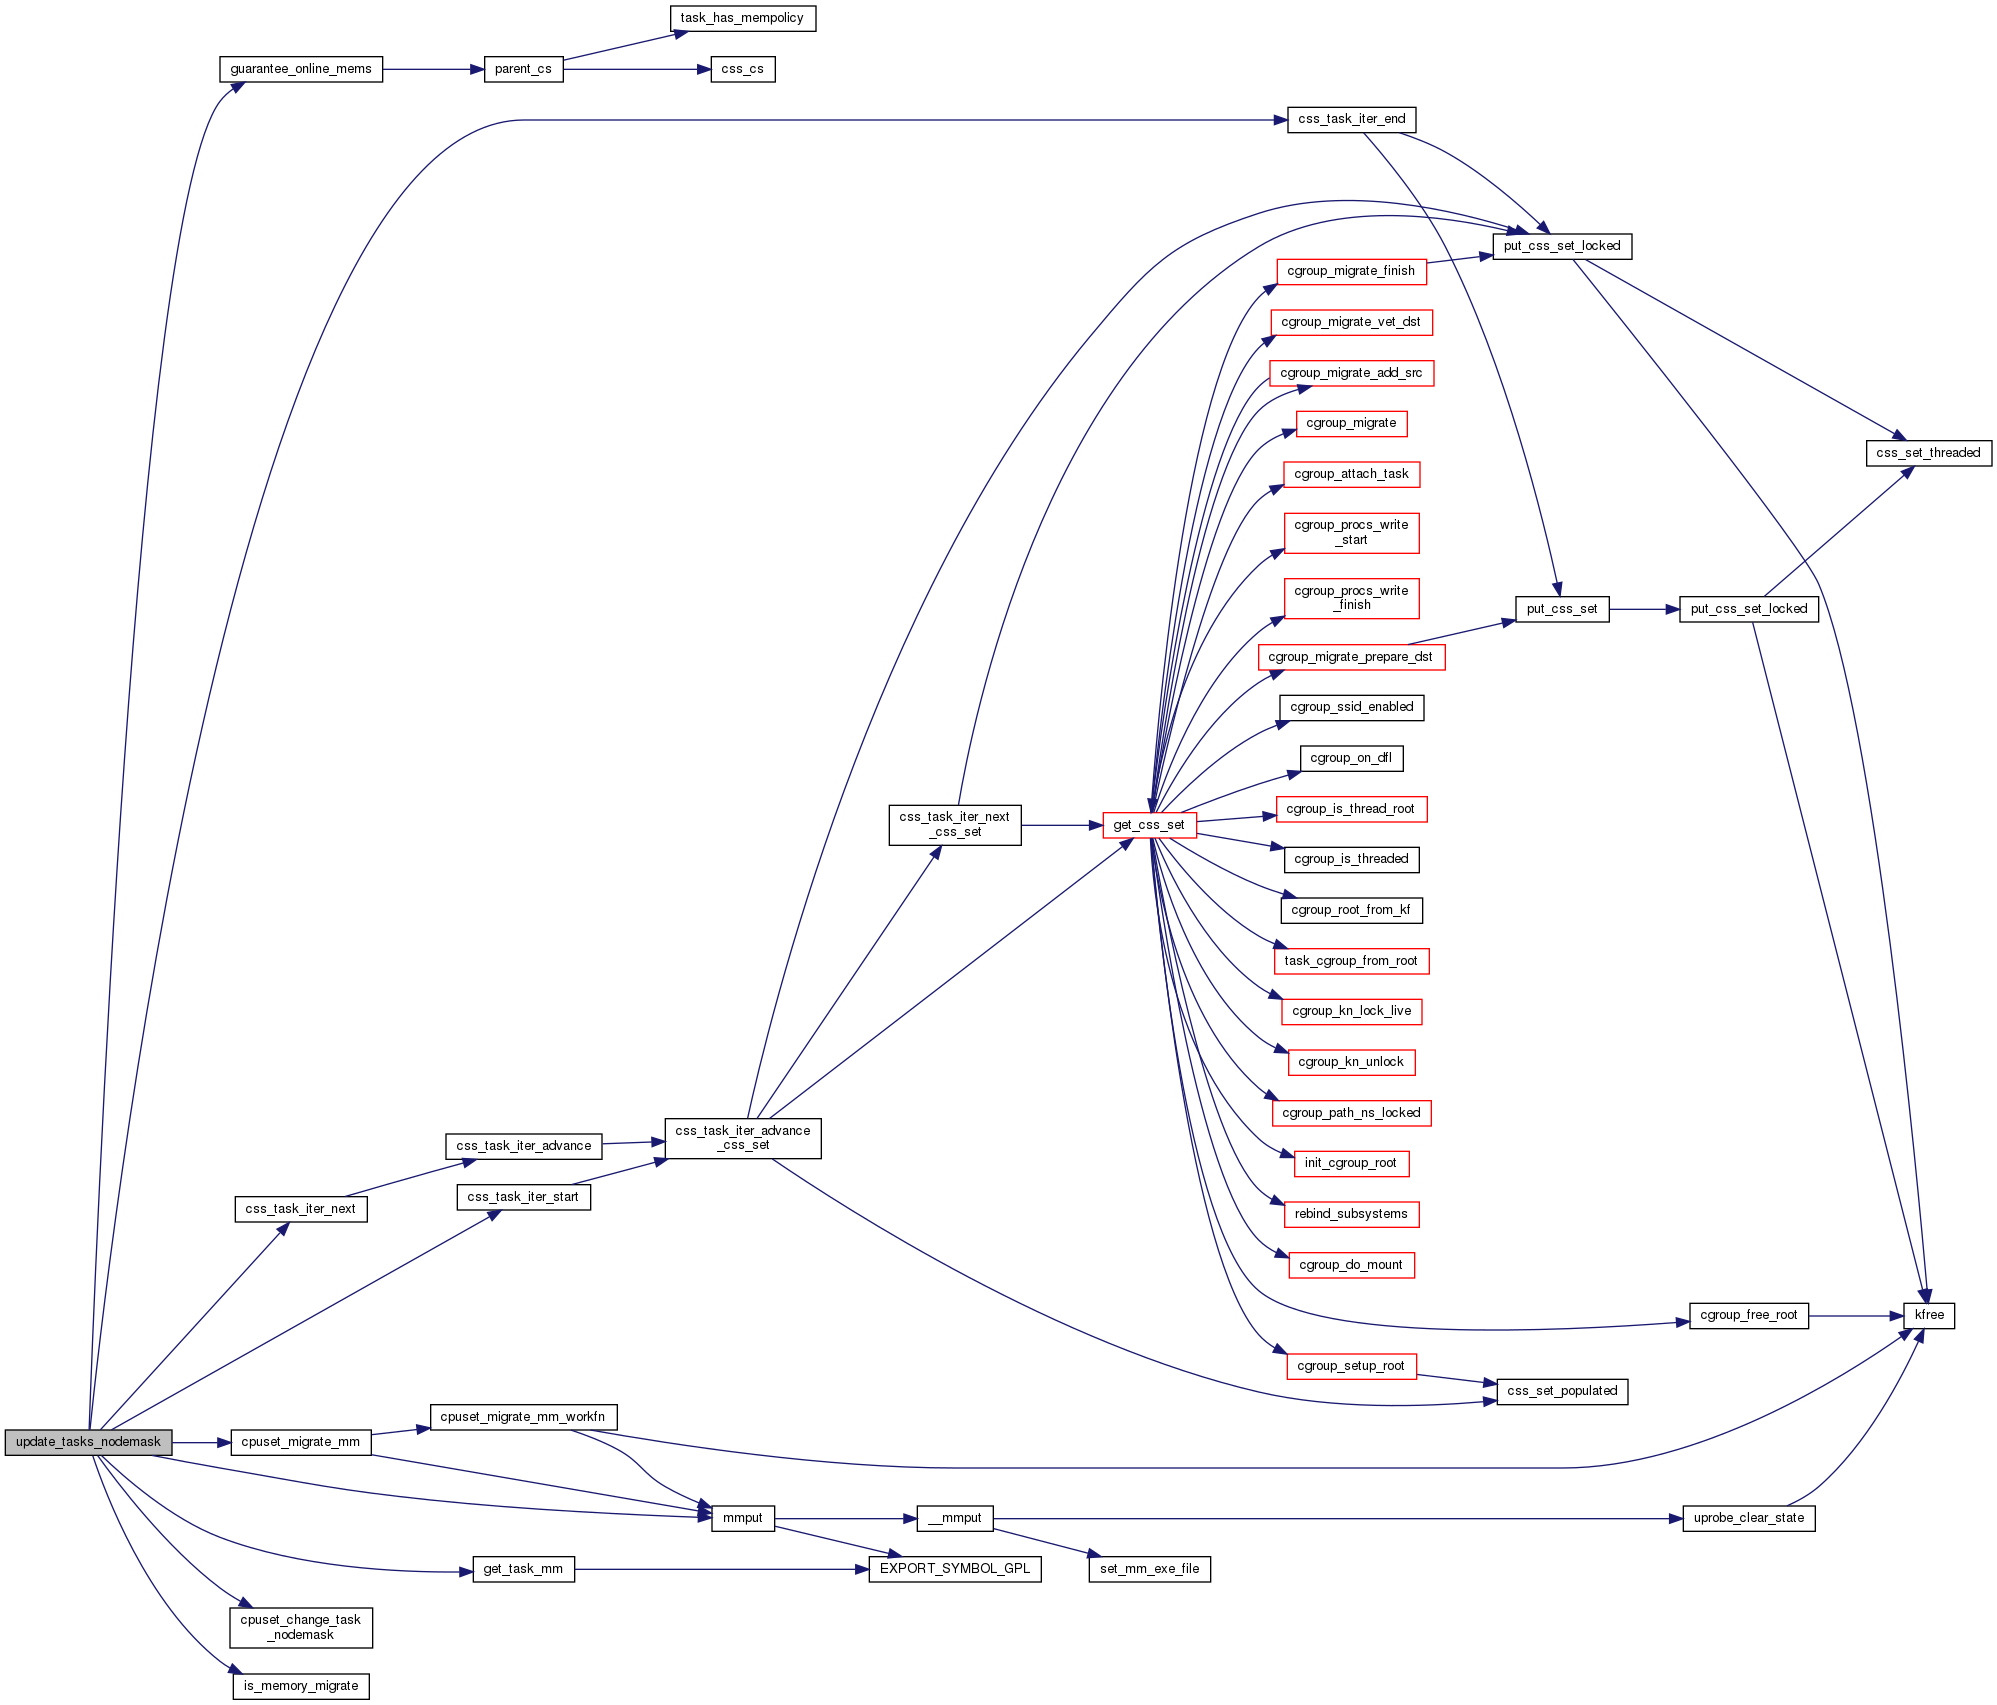 task_has_mempolicy
guarantee_online_mems
parent_cs
css_cs
css_task_iter_end
put_css_set_locked
cgroup_migrate_finish
cgroup_migrate_vet_dst
cgroup_migrate_add_src
cgroup_migrate
css_set_threaded
cgroup_attach_task
cgroup_procs_write
_start
cgroup_procs_write
_finish
put_css_set
put_css_set_locked
cgroup_migrate_prepare_dst
cgroup_ssid_enabled
cgroup_on_dfl
cgroup_is_thread_root
css_task_iter_next
_css_set
get_css_set
cgroup_is_threaded
cgroup_root_from_kf
task_cgroup_from_root
cgroup_kn_lock_live
cgroup_kn_unlock
cgroup_path_ns_locked
css_task_iter_advance
_css_set
css_task_iter_advance
init_cgroup_root
css_task_iter_start
css_task_iter_next
rebind_subsystems
cgroup_do_mount
cgroup_free_root
kfree
cgroup_setup_root
css_set_populated
cpuset_migrate_mm_workfn
update_tasks_nodemask
cpuset_migrate_mm
mmput
__mmput
uprobe_clear_state
get_task_mm
EXPORT_SYMBOL_GPL
set_mm_exe_file
cpuset_change_task
_nodemask
is_memory_migrate